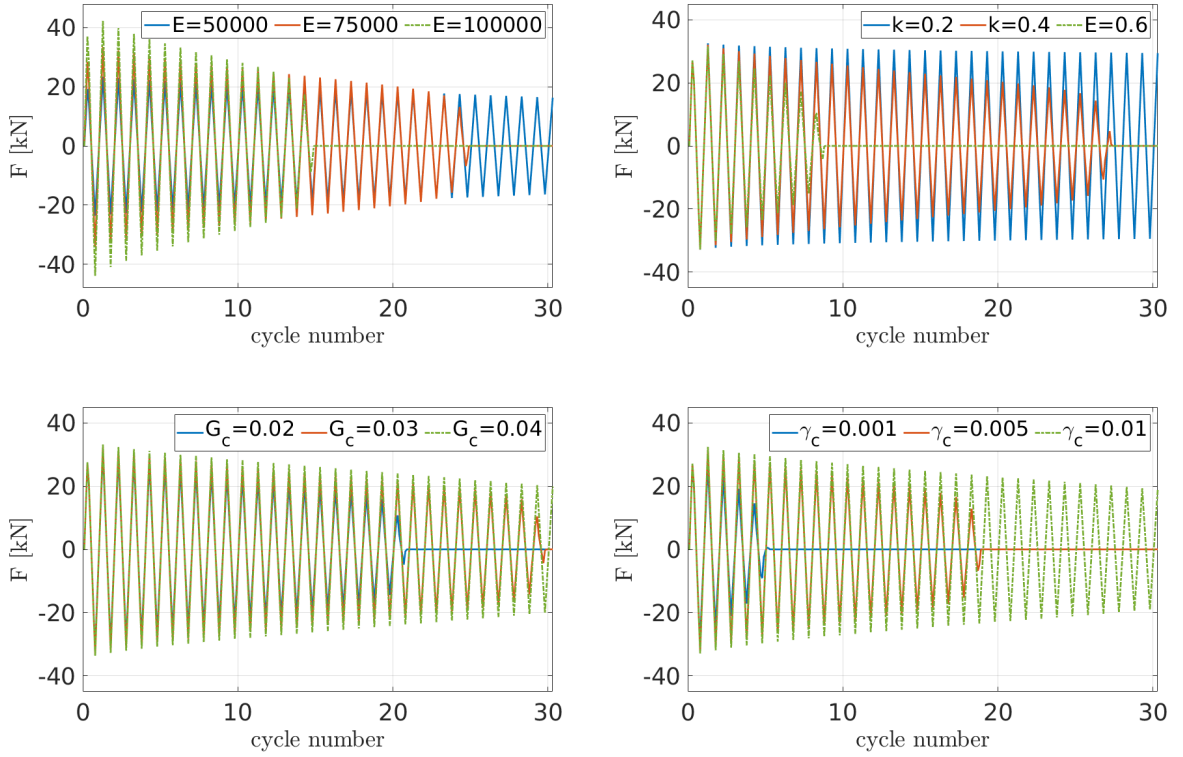 E=50000 E=75000 E=100000
40
20
0
-20
-40
F [kN]
0 10 20 30
cycle number
k=0.2 k=0.4 E=0.6
40
20
0
-20
-40
F [kN]
0 10 20 30
cycle number
G_c=0.02 G_c=0.03 G_c=0.04
40
20
0
-20
-40
F [kN]
0 10 20 30
cycle number
γ_c=0.001 γ_c=0.005 γ_c=0.01
40
20
0
-20
-40
F [kN]
0 10 20 30
cycle number